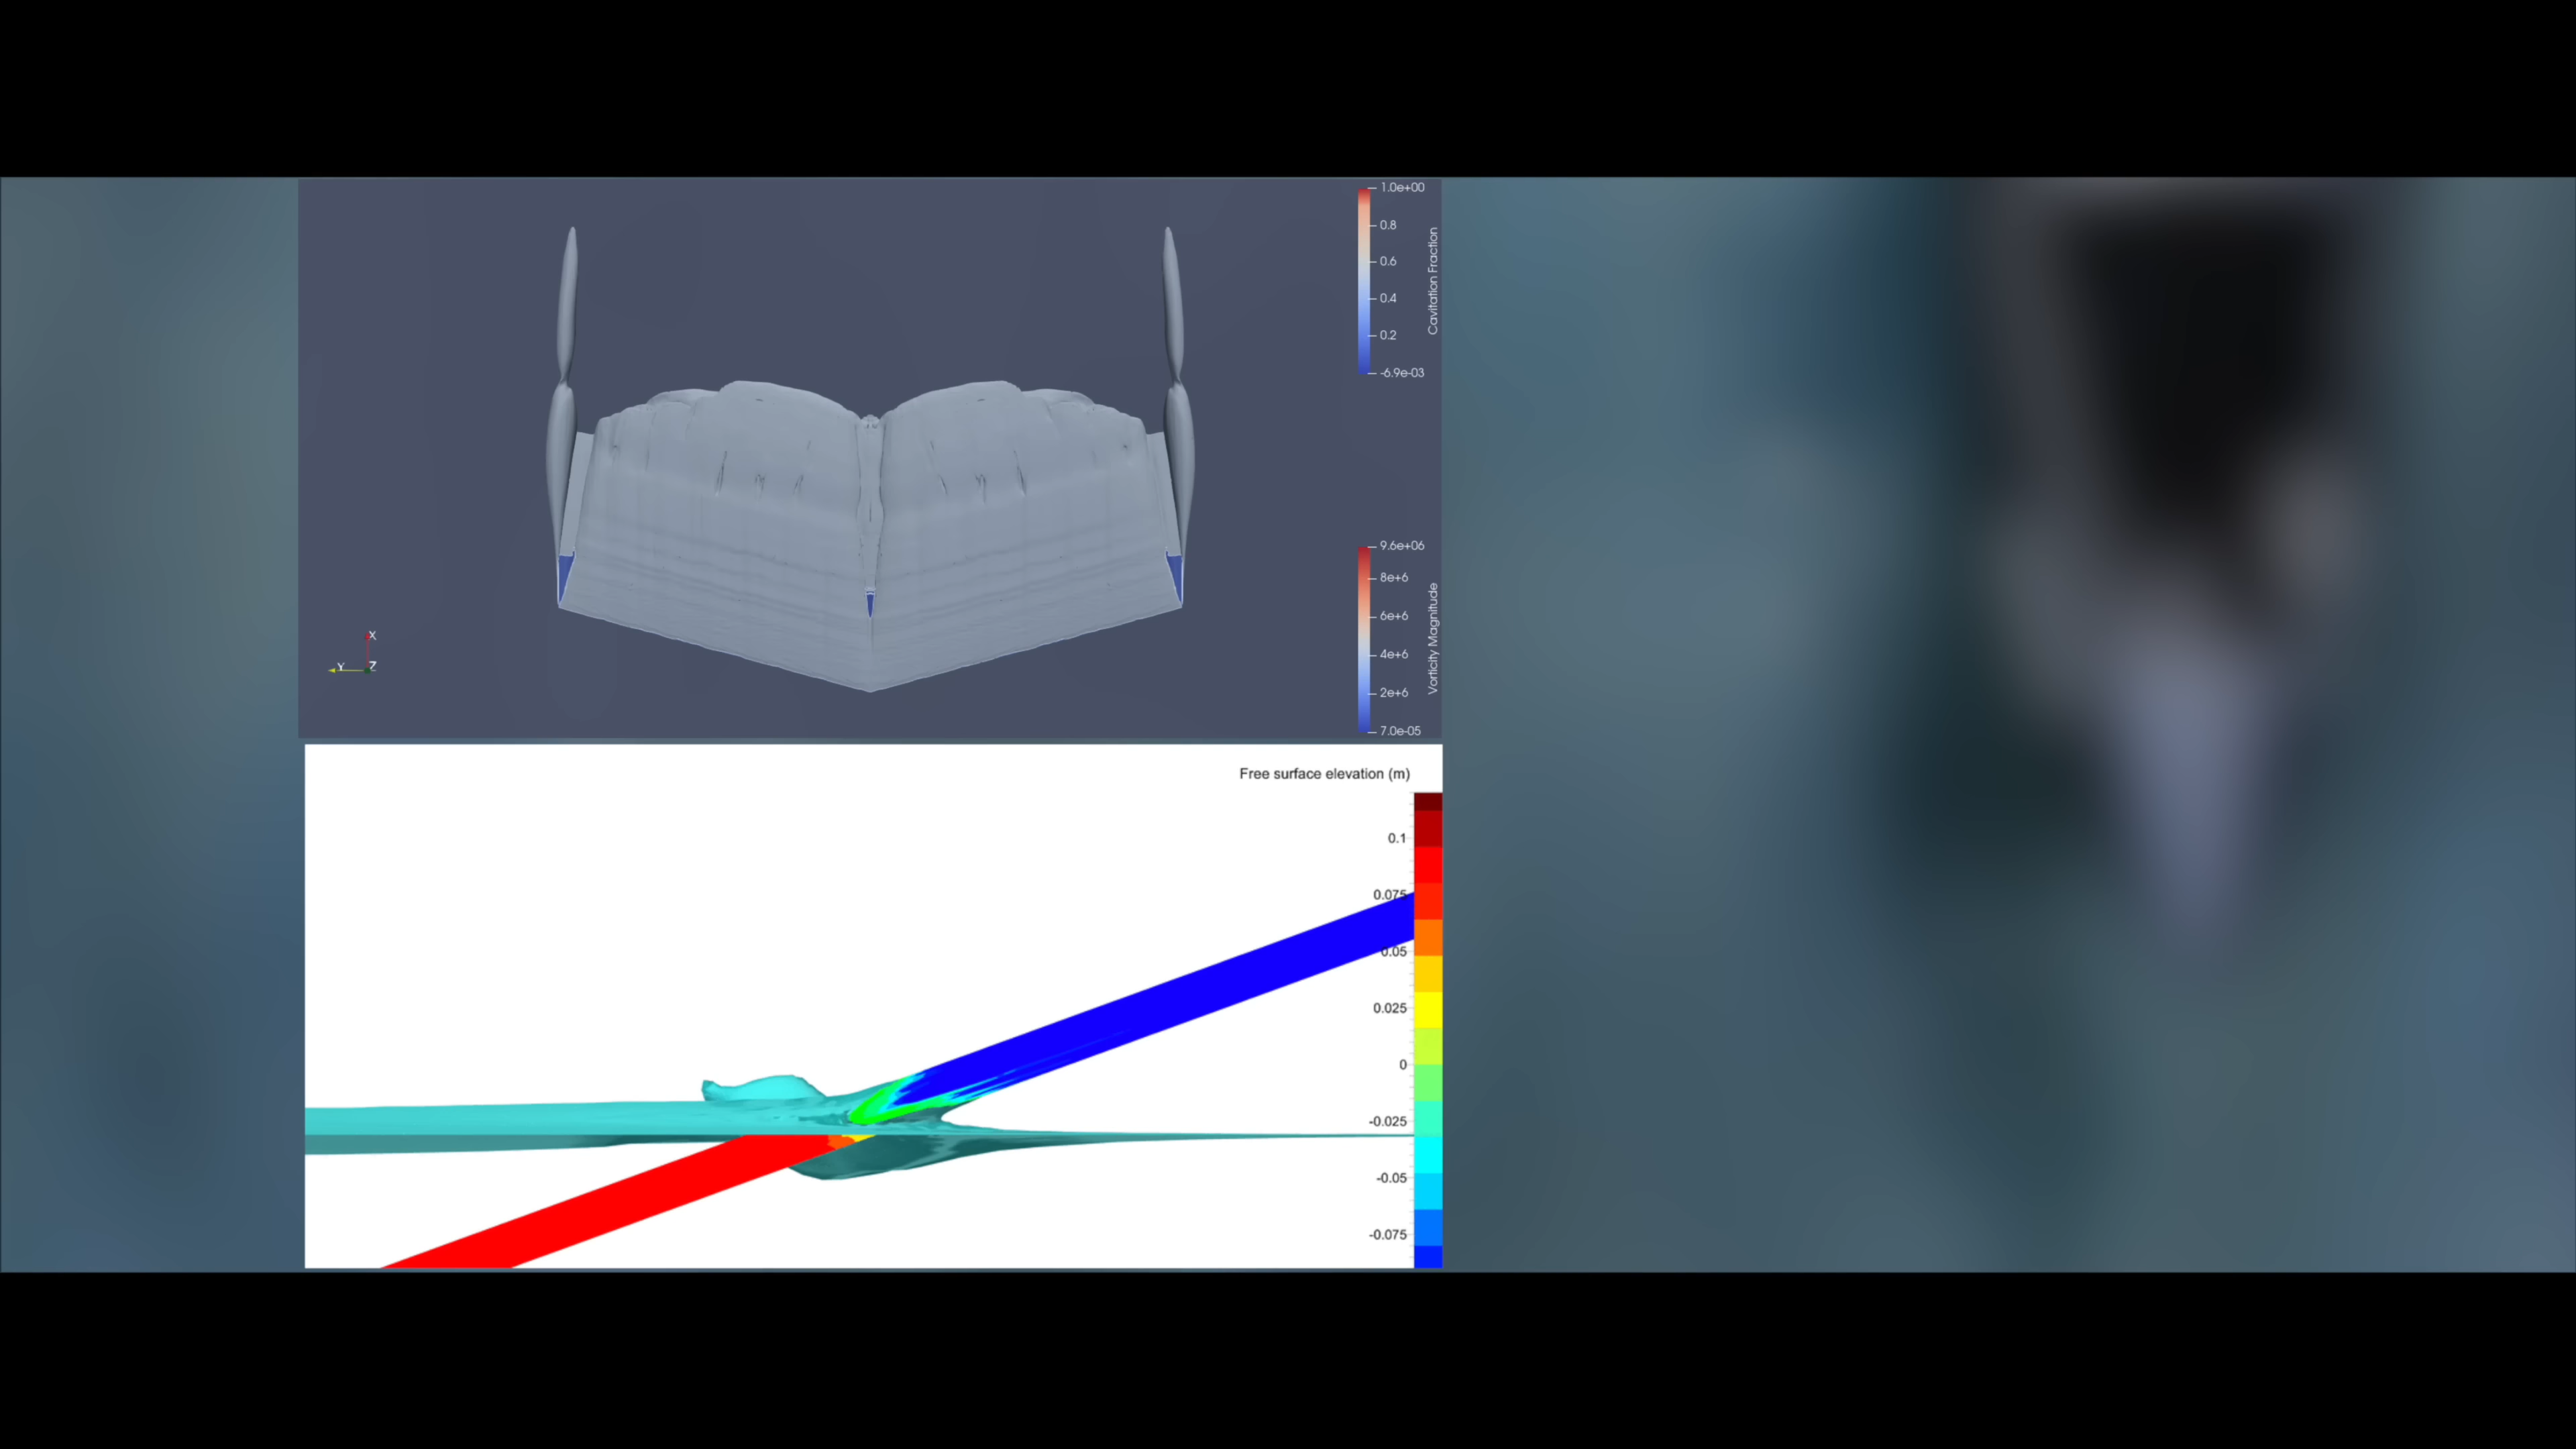 1.0e+00
0.8
0.6
0.4
0.2
-6.9e-03
Cavitation Fraction
9.6e+06
8e+6
6e+6
4e+6
2e+6
7.0e-05
Vorticity Magnitude
X
Y
Z
Free surface elevation (m)
0.1
0.075
0.05
0.025
0
-0.025
-0.05
-0.075